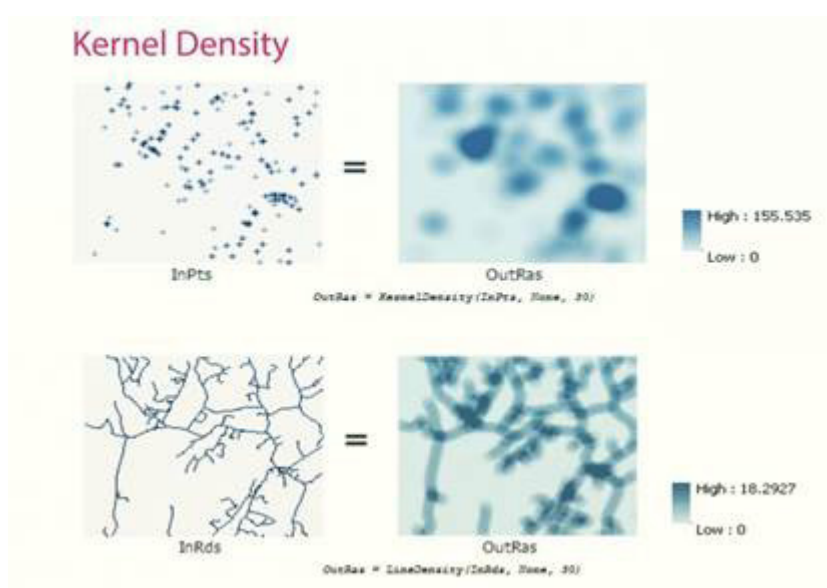 Kernel Density
=
High : 155.535
Low : 0
InPts
OutRas
OutRas = KernelDensity(InPts, None, 30)
=
High : 18.2927
Low : 0
InRds
OutRas
OutRas = LineDensity(InRds, None, 30)